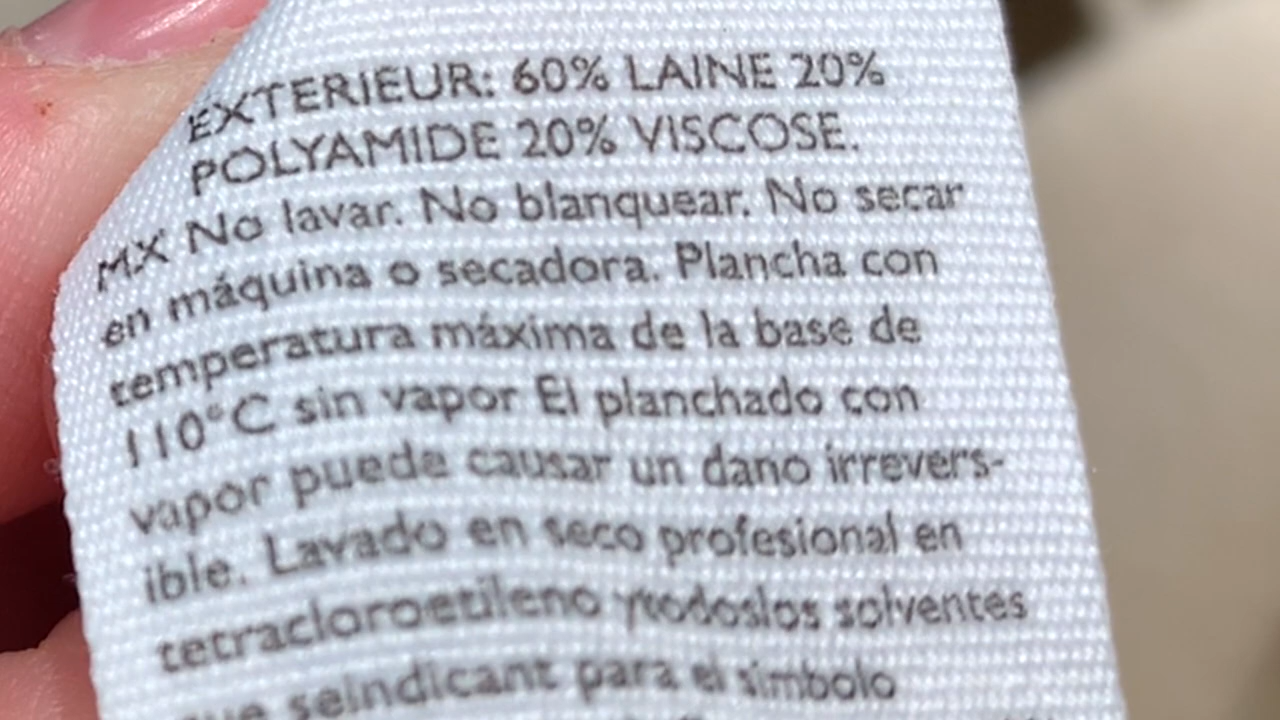 EXTERIEUR: 60% LAINE 20%
POLYAMIDE 20% VISCOSE.
MX No lavar. No blanquear. No secar
en máquina o secadora. Plancha con
temperatura máxima de la base de
110°C sin vapor El planchado con
vapor puede causar un dano irrevers-
ible. Lavado en seco profesional en
tetracloroetileno ytodoslos solventes
que seindicant para el simbolo